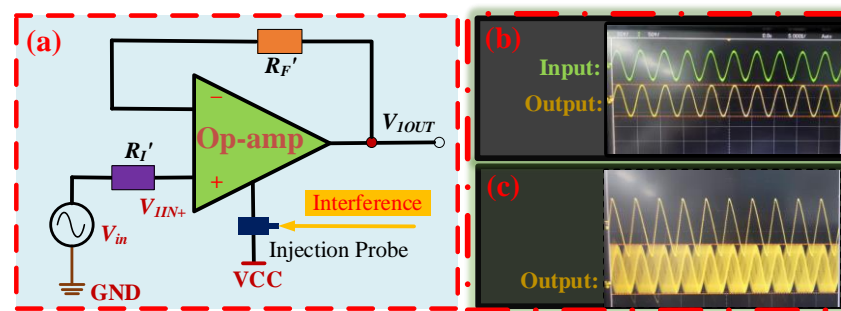 (a)
R_F'
−
Op-amp
V_1OUT
R_I'
+
V_1IN+
Interference
V_in
Injection Probe
VCC
GND
(b)
Input:
Output:
(c)
Output: